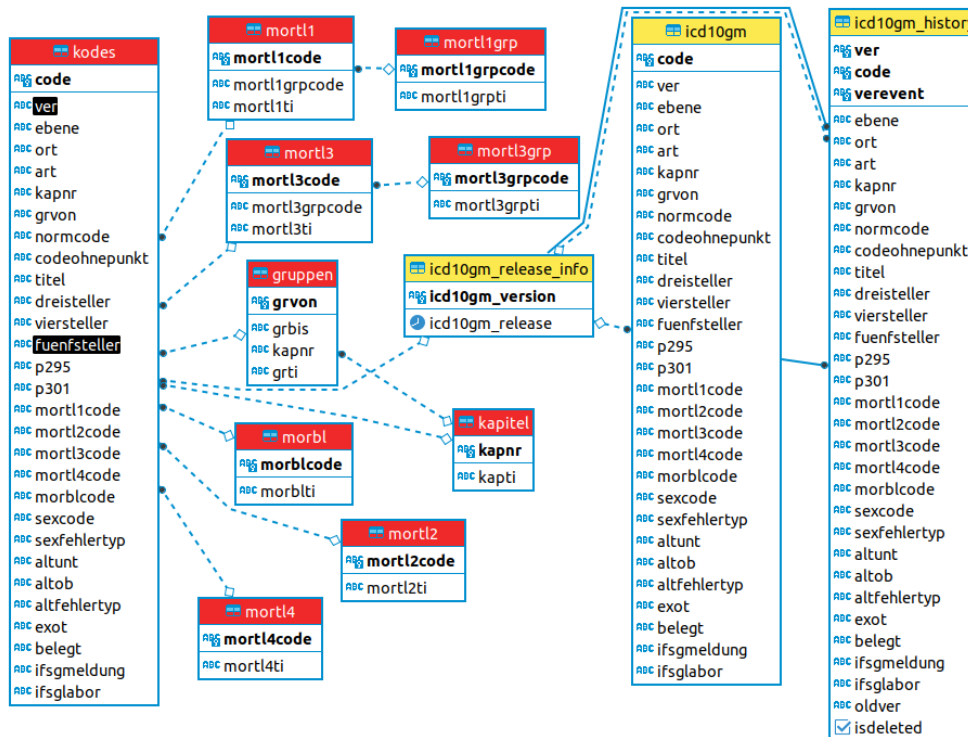 kodes
code
ver
ebene
ort
art
kapnr
grvon
normcode
codeohnepunkt
titel
dreisteller
viersteller
fuenfsteller
p295
p301
mortl1code
mortl2code
mortl3code
mortl4code
morblcode
sexcode
sexfehlertyp
altunt
altob
altfehlertyp
exot
belegt
ifsgmeldung
ifsglabor
mortl1
mortl1code
mortl1grpcode
mortl1ti
mortl1grp
mortl1grpcode
mortl1grpti
mortl3
mortl3code
mortl3grpcode
mortl3ti
mortl3grp
mortl3grpcode
mortl3grpti
gruppen
grvon
grbis
kapnr
grti
icd10gm_release_info
icd10gm_version
icd10gm_release
kapitel
kapnr
kapti
morbl
morblcode
morblti
mortl2
mortl2code
mortl2ti
mortl4
mortl4code
mortl4ti
icd10gm
code
ver
ebene
ort
art
kapnr
grvon
normcode
codeohnepunkt
titel
dreisteller
viersteller
fuenfsteller
p295
p301
mortl1code
mortl2code
mortl3code
mortl4code
morblcode
sexcode
sexfehlertyp
altunt
altob
altfehlertyp
exot
belegt
ifsgmeldung
ifsglabor
icd10gm_history
ver
code
verevent
ebene
ort
art
kapnr
grvon
normcode
codeohnepunkt
titel
dreisteller
viersteller
fuenfsteller
p295
p301
mortl1code
mortl2code
mortl3code
mortl4code
morblcode
sexcode
sexfehlertyp
altunt
altob
altfehlertyp
exot
belegt
ifsgmeldung
ifsglabor
oldver
isdeleted